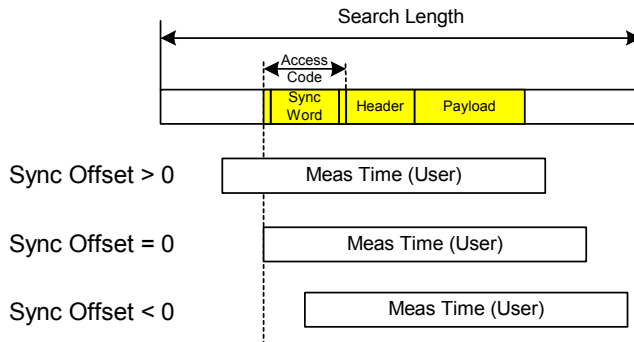 Search Length
Access
Code
Sync
Word
Header
Payload
Sync Offset > 0
Meas Time (User)
Sync Offset = 0
Meas Time (User)
Sync Offset < 0
Meas Time (User)